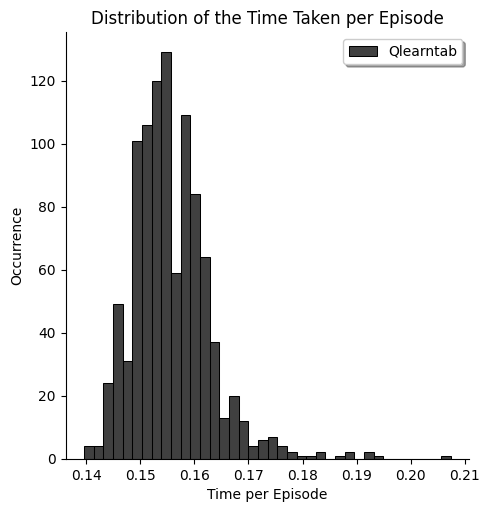 Distribution of the Time Taken per Episode
Qlearntab
120
100
80
60
40
20
0
Occurrence
0.14 0.15 0.16 0.17 0.18 0.19 0.20 0.21
Time per Episode